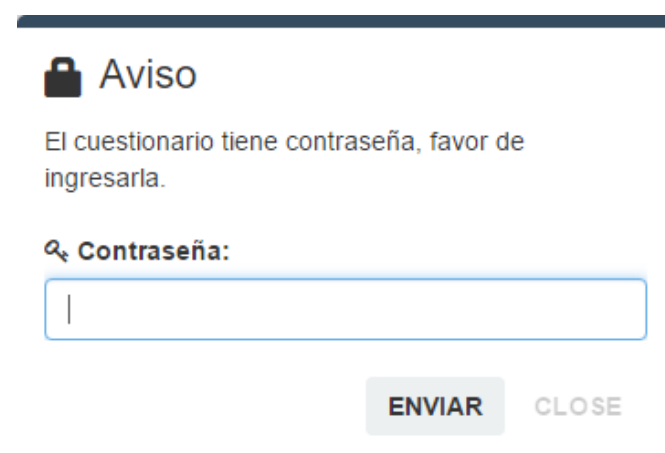 Aviso
El cuestionario tiene contraseña, favor de
ingresarla.
Contraseña:
ENVIAR CLOSE